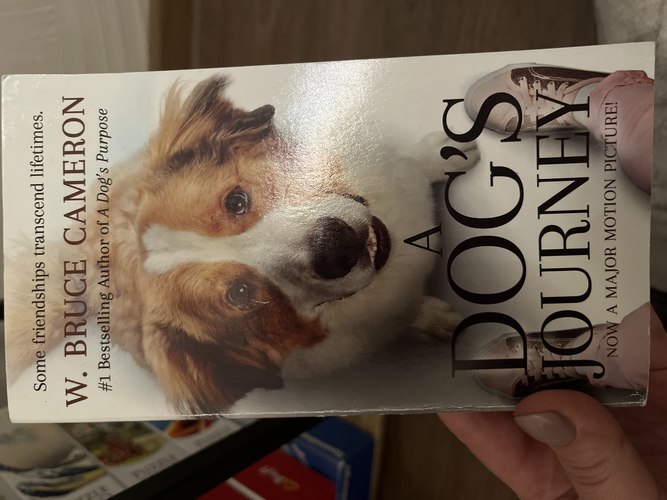 Some friendships transcend lifetimes.
W. BRUCE CAMERON
#1 Bestselling Author of A Dog's Purpose
A
DOG'S
JOURNEY
NOW A MAJOR MOTION PICTURE!